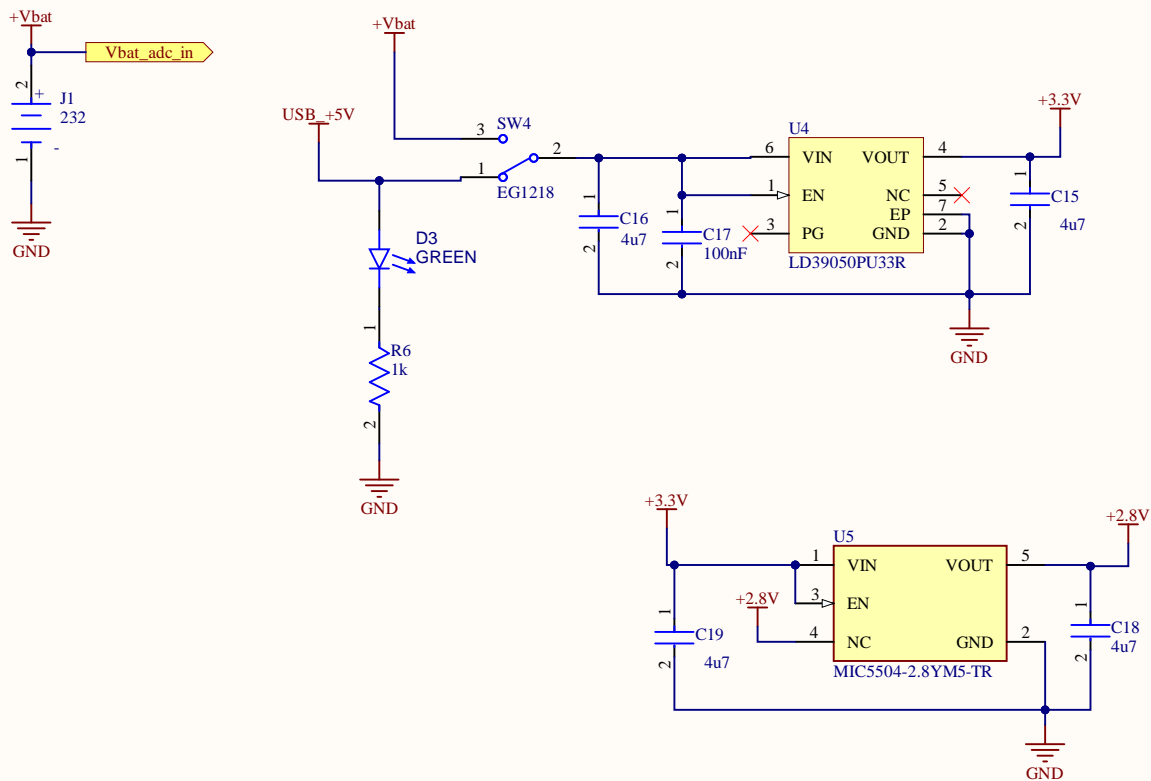 +Vbat
Vbat_adc_in
2
+
J1
232
-
1
GND
+Vbat
USB_+5V
3
SW4
1
2
EG1218
D3
GREEN
1
R6
1k
2
GND
1
C16
4u7
2
1
C17
100nF
2
U4
6
VIN
VOUT
4
1
EN
NC
5
EP
7
3
PG
GND
2
LD39050PU33R
+3.3V
1
C15
4u7
2
GND
+3.3V
1
C19
4u7
2
+2.8V
U5
1
VIN
VOUT
5
3
EN
4
NC
GND
2
MIC5504-2.8YM5-TR
+2.8V
1
C18
4u7
2
GND